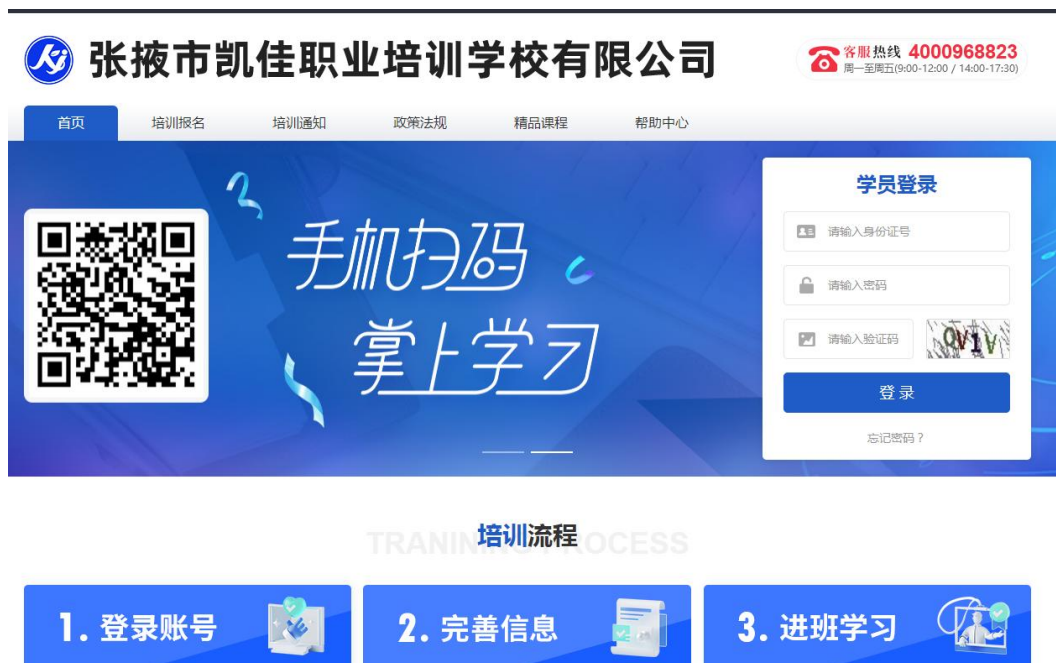 Kj 张掖市凯佳职业培训学校有限公司
客服热线 4000968823
周一至周五(9:00-12:00 / 14:00-17:30)
首页 培训报名 培训通知 政策法规 精品课程 帮助中心
手机扫码
掌上学习
学员登录
请输入身份证号
请输入密码
请输入验证码 QV1V
登录
忘记密码？
培训流程
1. 登录账号 2. 完善信息 3. 进班学习